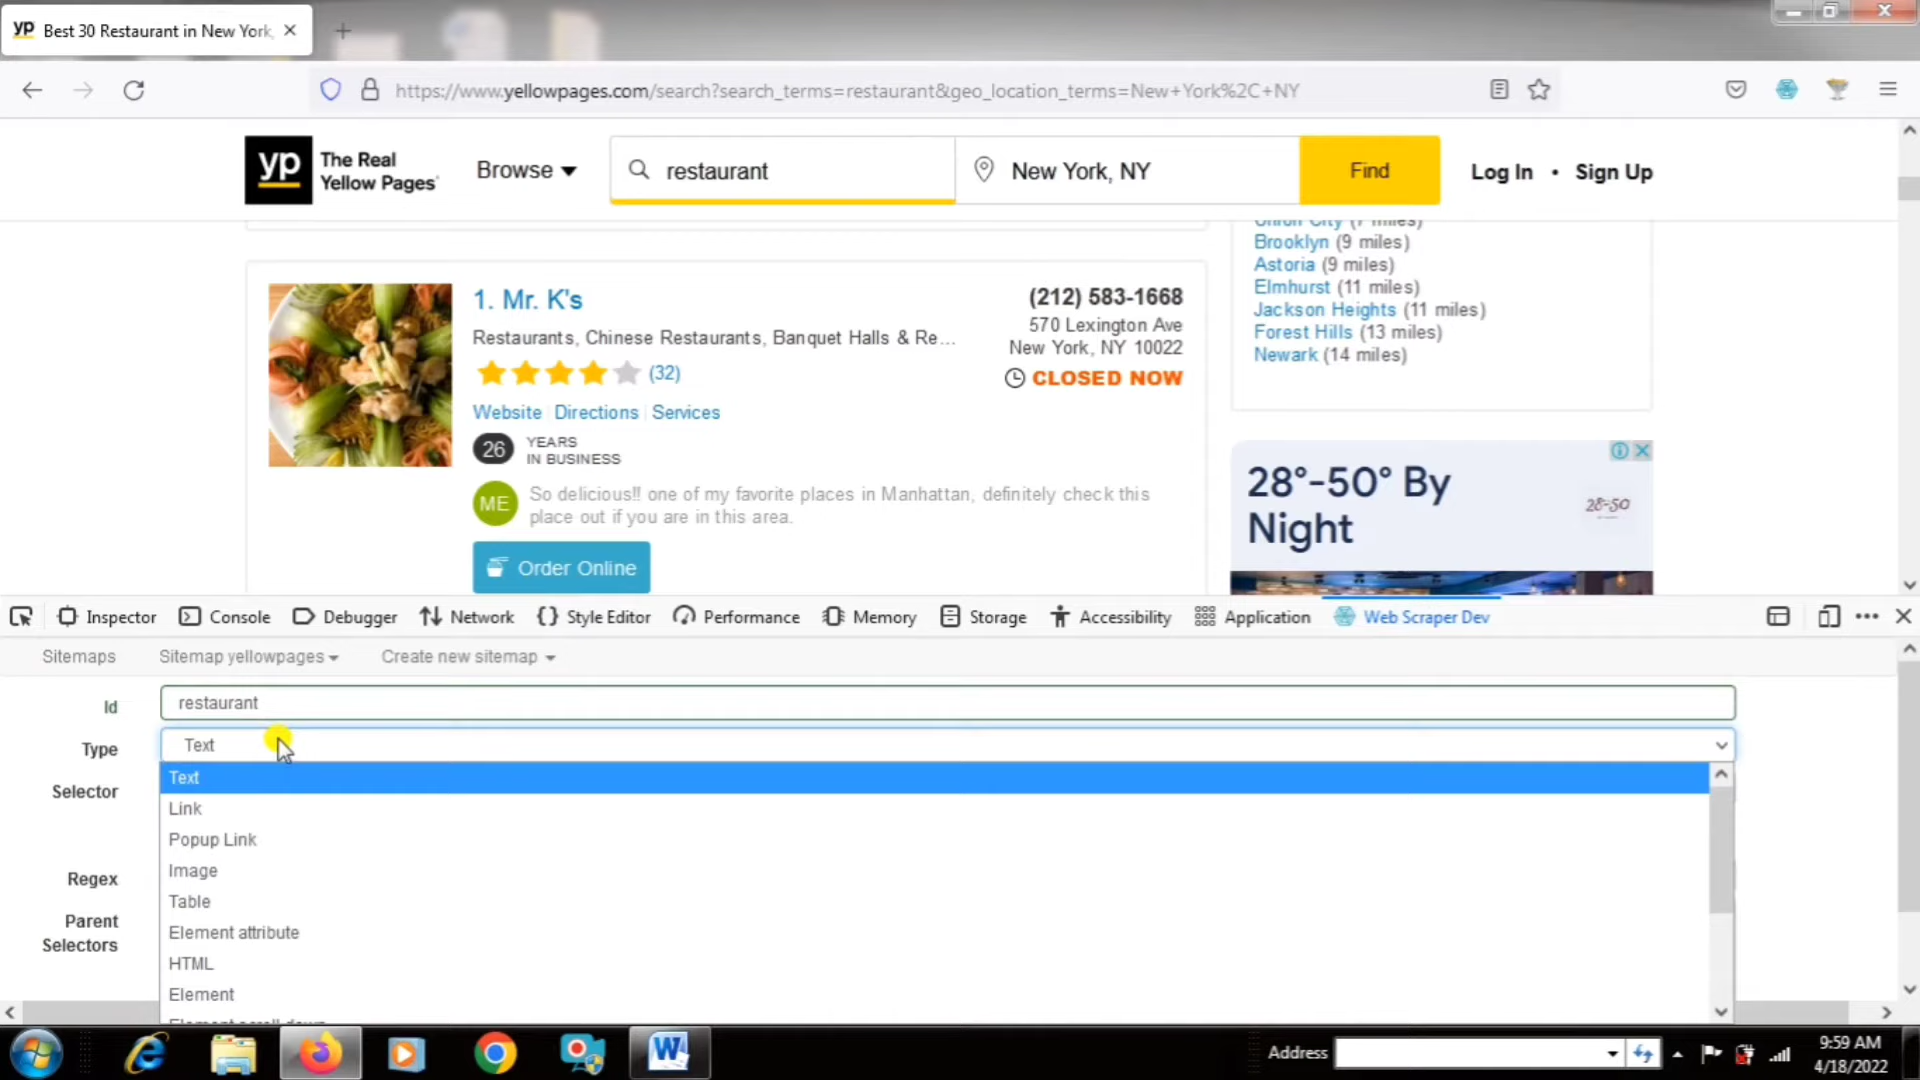 yp Best 30 Restaurant in New York,
https://www.yellowpages.com/search?search_terms=restaurant&geo_location_terms=New+York%2C+NY
yp The Real
Yellow Pages
Browse
restaurant
New York, NY
Find
Log In • Sign Up
Union City (7 miles)
Brooklyn (9 miles)
Astoria (9 miles)
Elmhurst (11 miles)
Jackson Heights (11 miles)
Forest Hills (13 miles)
Newark (14 miles)
1. Mr. K's
Restaurants, Chinese Restaurants, Banquet Halls & Re...
(32)
Website Directions Services
26 YEARS
IN BUSINESS
ME So delicious!! one of my favorite places in Manhattan, definitely check this
place out if you are in this area.
Order Online
(212) 583-1668
570 Lexington Ave
New York, NY 10022
CLOSED NOW
28°-50° By
Night
28-50
Inspector Console Debugger Network Style Editor Performance Memory Storage Accessibility Application Web Scraper Dev
Sitemaps Sitemap yellowpages Create new sitemap
Id restaurant
Type Text
Selector
Regex
Parent
Selectors
Text
Link
Popup Link
Image
Table
Element attribute
HTML
Element
Element scroll down
Address
9:59 AM
4/18/2022